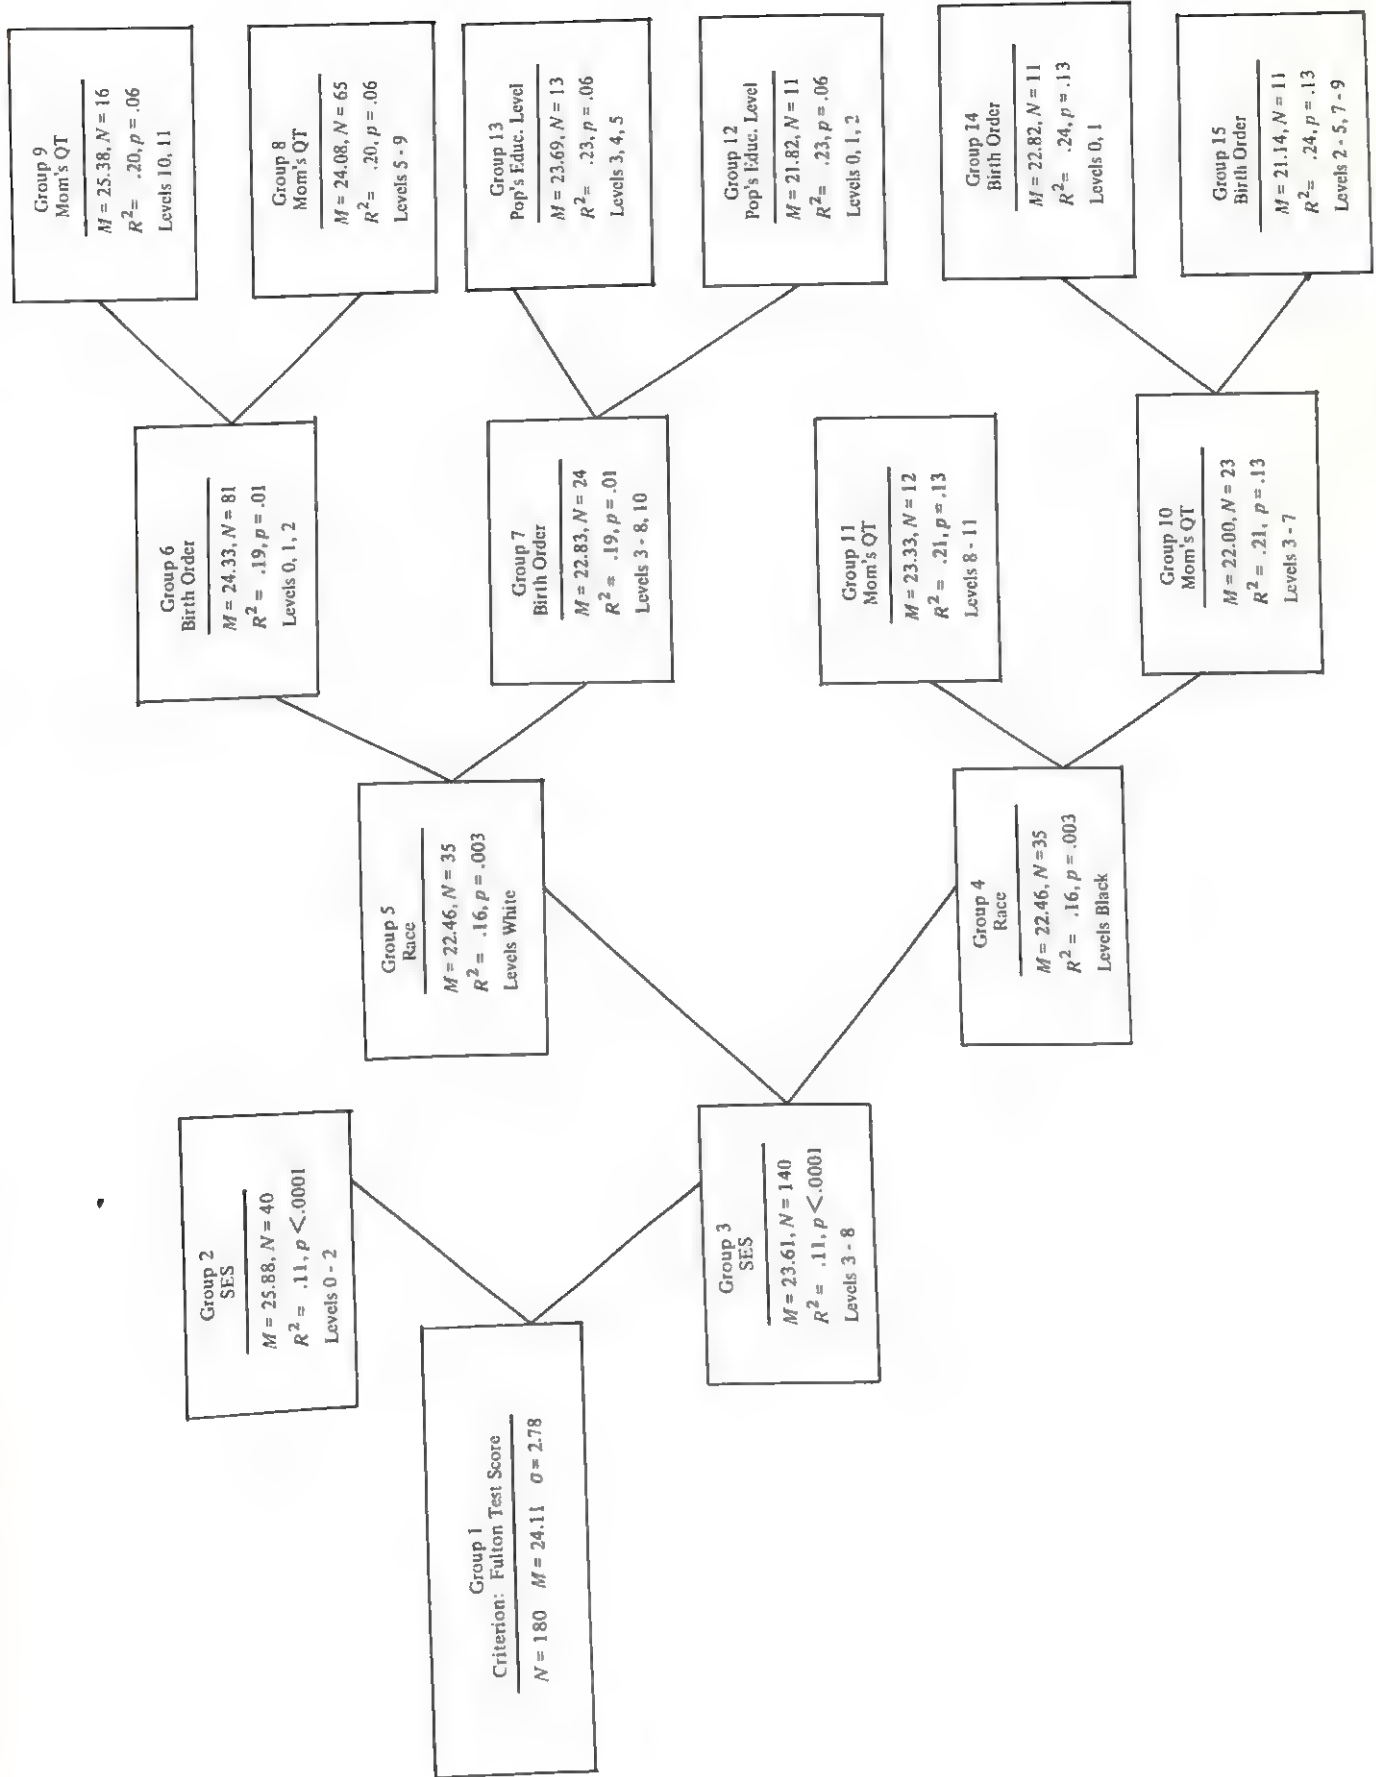 Group 1
Criterion: Fulton Test Score
N = 180 M = 24.11 σ = 2.78
Group 2
SES
M = 25.88, N = 40
R² = .11, p < .0001
Levels 0 - 2
Group 3
SES
M = 23.61, N = 140
R² = .11, p < .0001
Levels 3 - 8
Group 5
Race
M = 22.46, N = 35
R² = .16, p = .003
Levels White
Group 4
Race
M = 22.46, N = 35
R² = .16, p = .003
Levels Black
Group 6
Birth Order
M = 24.33, N = 81
R² = .19, p = .01
Levels 0, 1, 2
Group 7
Birth Order
M = 22.83, N = 24
R² = .19, p = .01
Levels 3 - 8, 10
Group 11
Mom's QT
M = 23.33, N = 12
R² = .21, p = .13
Levels 8 - 11
Group 10
Mom's QT
M = 22.00, N = 23
R² = .21, p = .13
Levels 3 - 7
Group 9
Mom's QT
M = 25.38, N = 16
R² = .20, p = .06
Levels 10, 11
Group 8
Mom's QT
M = 24.08, N = 65
R² = .20, p = .06
Levels 5 - 9
Group 13
Pop's Educ. Level
M = 23.69, N = 13
R² = .23, p = .06
Levels 3, 4, 5
Group 12
Pop's Educ. Level
M = 21.82, N = 11
R² = .23, p = .06
Levels 0, 1, 2
Group 14
Birth Order
M = 22.82, N = 11
R² = .24, p = .13
Levels 0, 1
Group 15
Birth Order
M = 21.14, N = 11
R² = .24, p = .13
Levels 2 - 5, 7 - 9